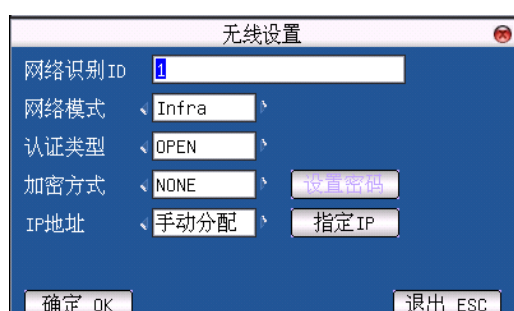 无线设置
网络识别ID 1
网络模式 Infra
认证类型 OPEN
加密方式 NONE 设置密码
IP地址 手动分配 指定IP
确定 OK 退出 ESC